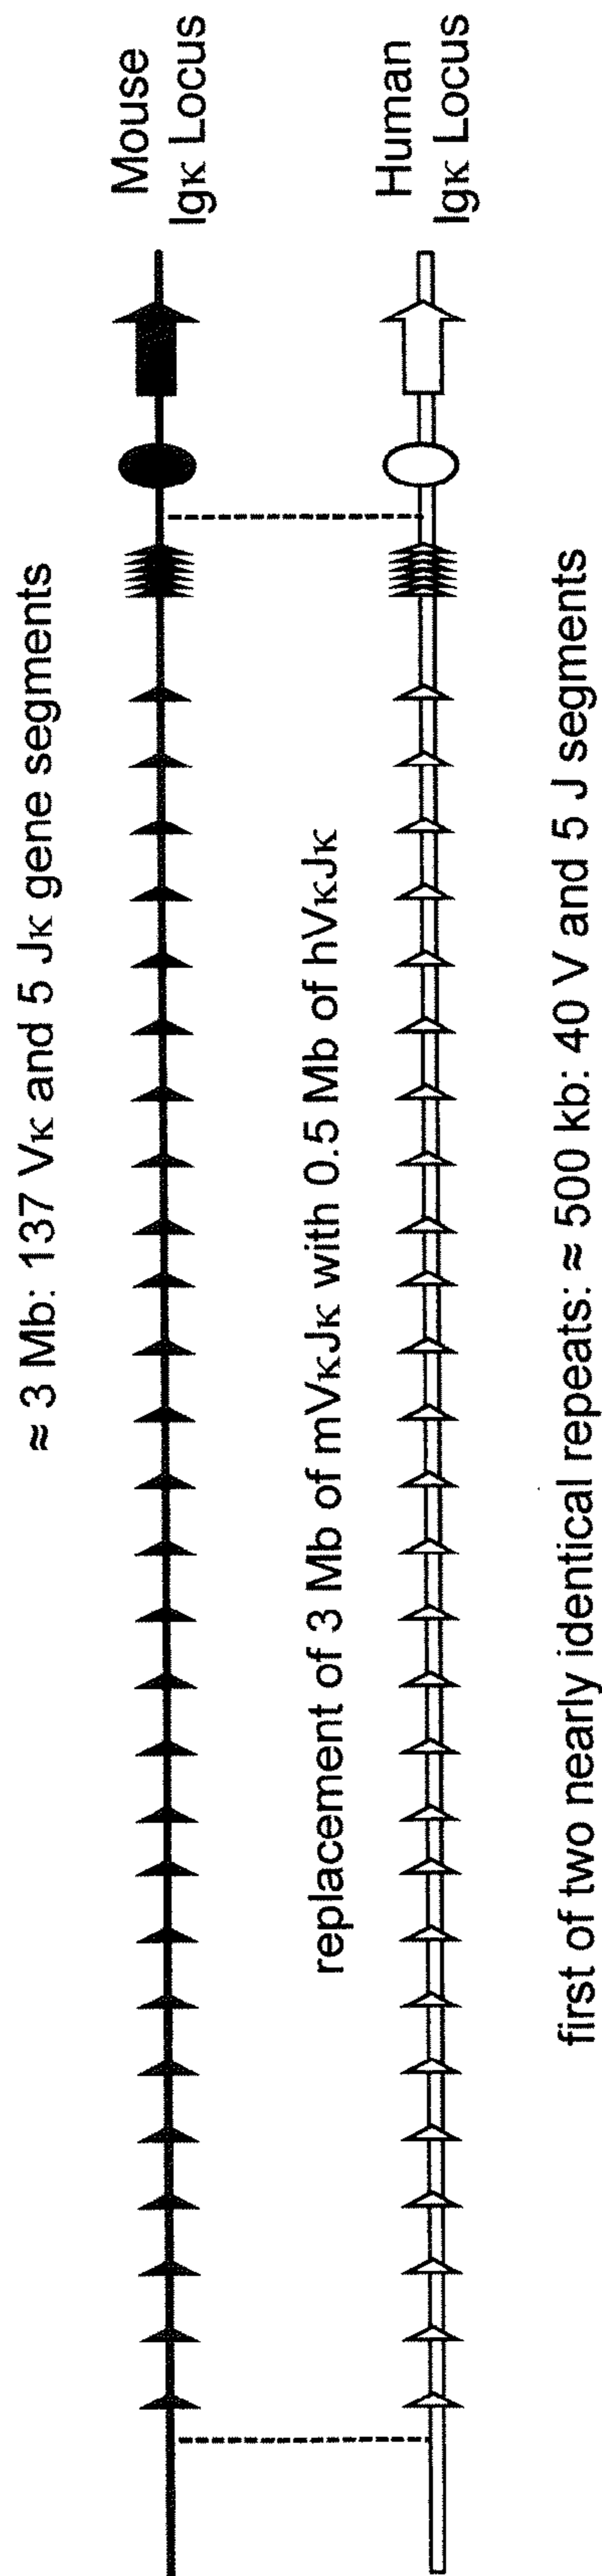 ≈ 3 Mb: 137 Vκ and 5 Jκ gene segments
Mouse
Igκ Locus
replacement of 3 Mb of mVκJκ with 0.5 Mb of hVκJκ
Human
Igκ Locus
first of two nearly identical repeats: ≈ 500 kb: 40 V and 5 J segments